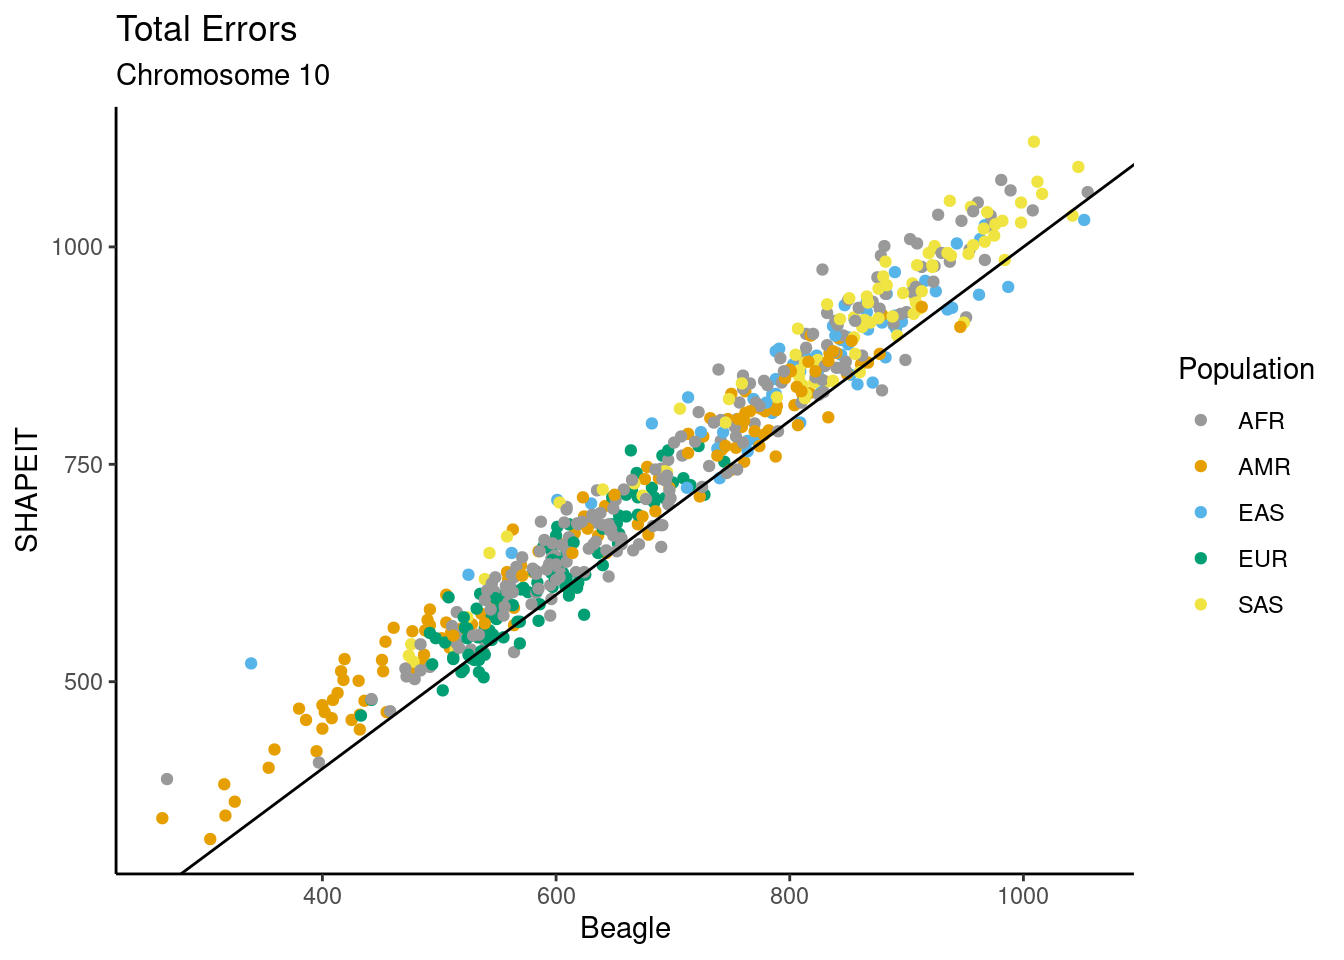 Total Errors
Chromosome 10
SHAPEIT
1000
750
500
400
600
800
1000
Beagle
Population
AFR
AMR
EAS
EUR
SAS